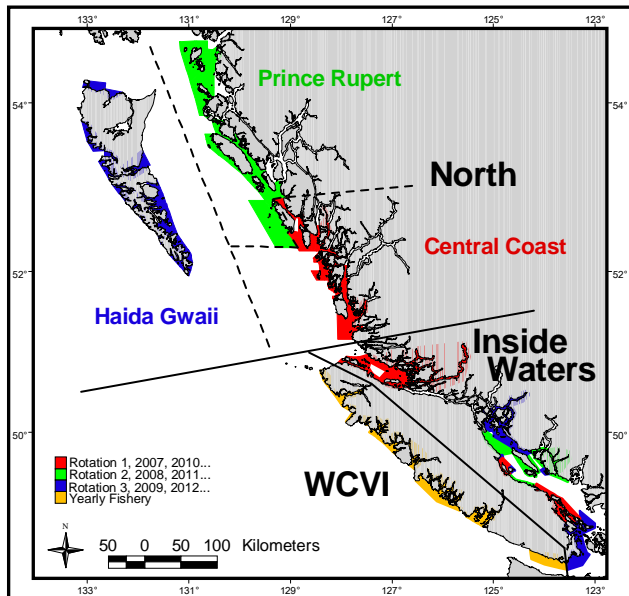 133° 131° 129° 127° 125° 123°
Prince Rupert
54° 54°
North
Central Coast
52° 52°
Haida Gwaii
Inside
Waters
50° 50°
WCVI
Rotation 1, 2007, 2010...
Rotation 2, 2008, 2011...
Rotation 3, 2009, 2012...
Yearly Fishery
N
50 0 50 100 Kilometers
133° 131° 129° 127° 125° 123°